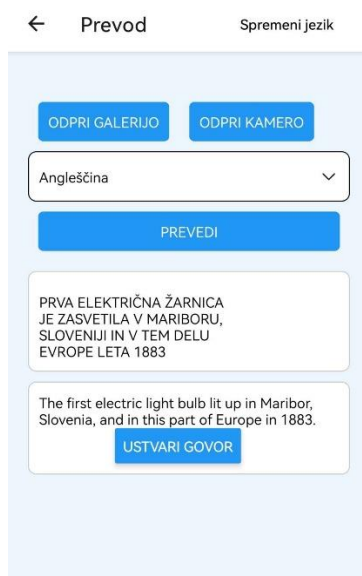 ← Prevod Spremeni jezik
ODPRI GALERIJO ODPRI KAMERO
Angleščina
PREVEDI
PRVA ELEKTRIČNA ŽARNICA
JE ZASVETILA V MARIBORU,
SLOVENIJI IN V TEM DELU
EVROPE LETA 1883
The first electric light bulb lit up in Maribor,
Slovenia, and in this part of Europe in 1883.
USTVARI GOVOR